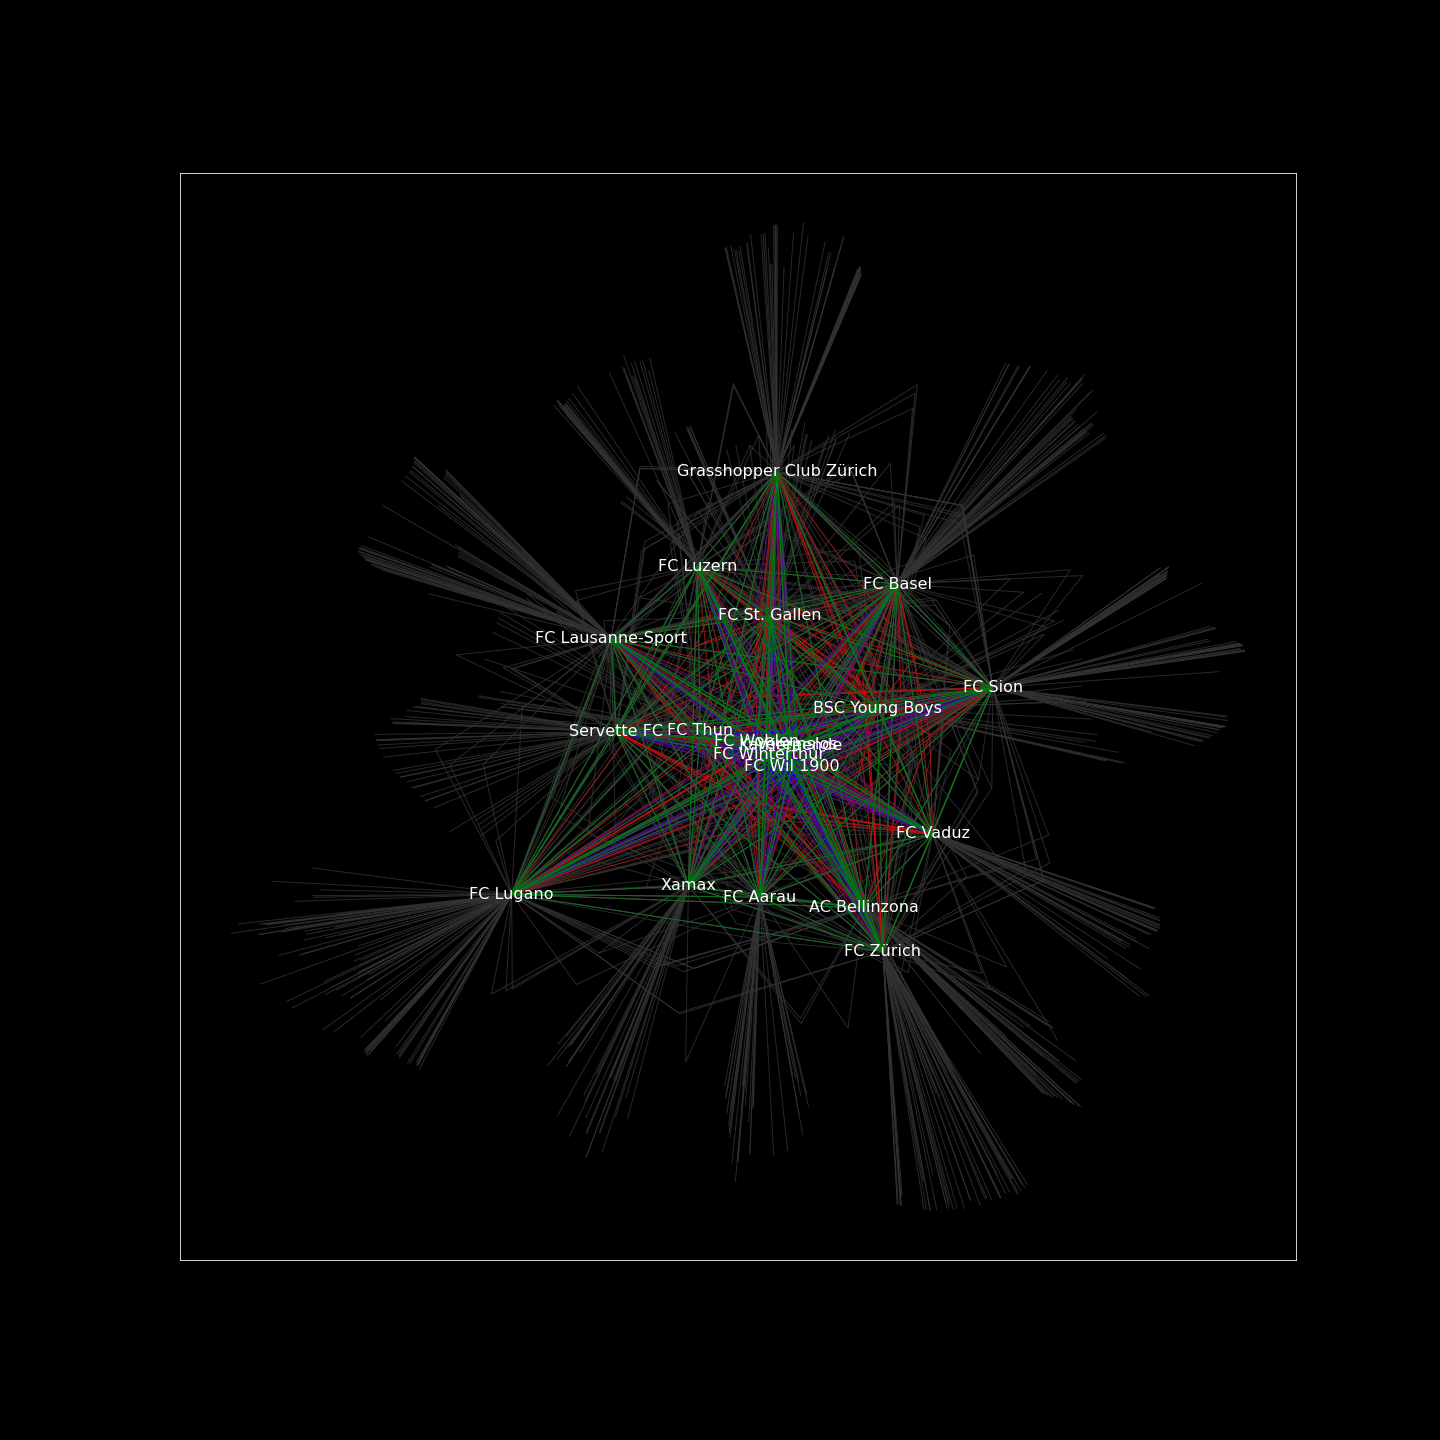 Grasshopper Club Zürich
FC Luzern
FC Basel
FC St. Gallen
FC Lausanne-Sport
FC Sion
BSC Young Boys
Servette FC
FC Thun
FC Wohlen
FC Winterthur
FC Wil 1900
FC Vaduz
Xamax
FC Lugano
FC Aarau
AC Bellinzona
FC Zürich